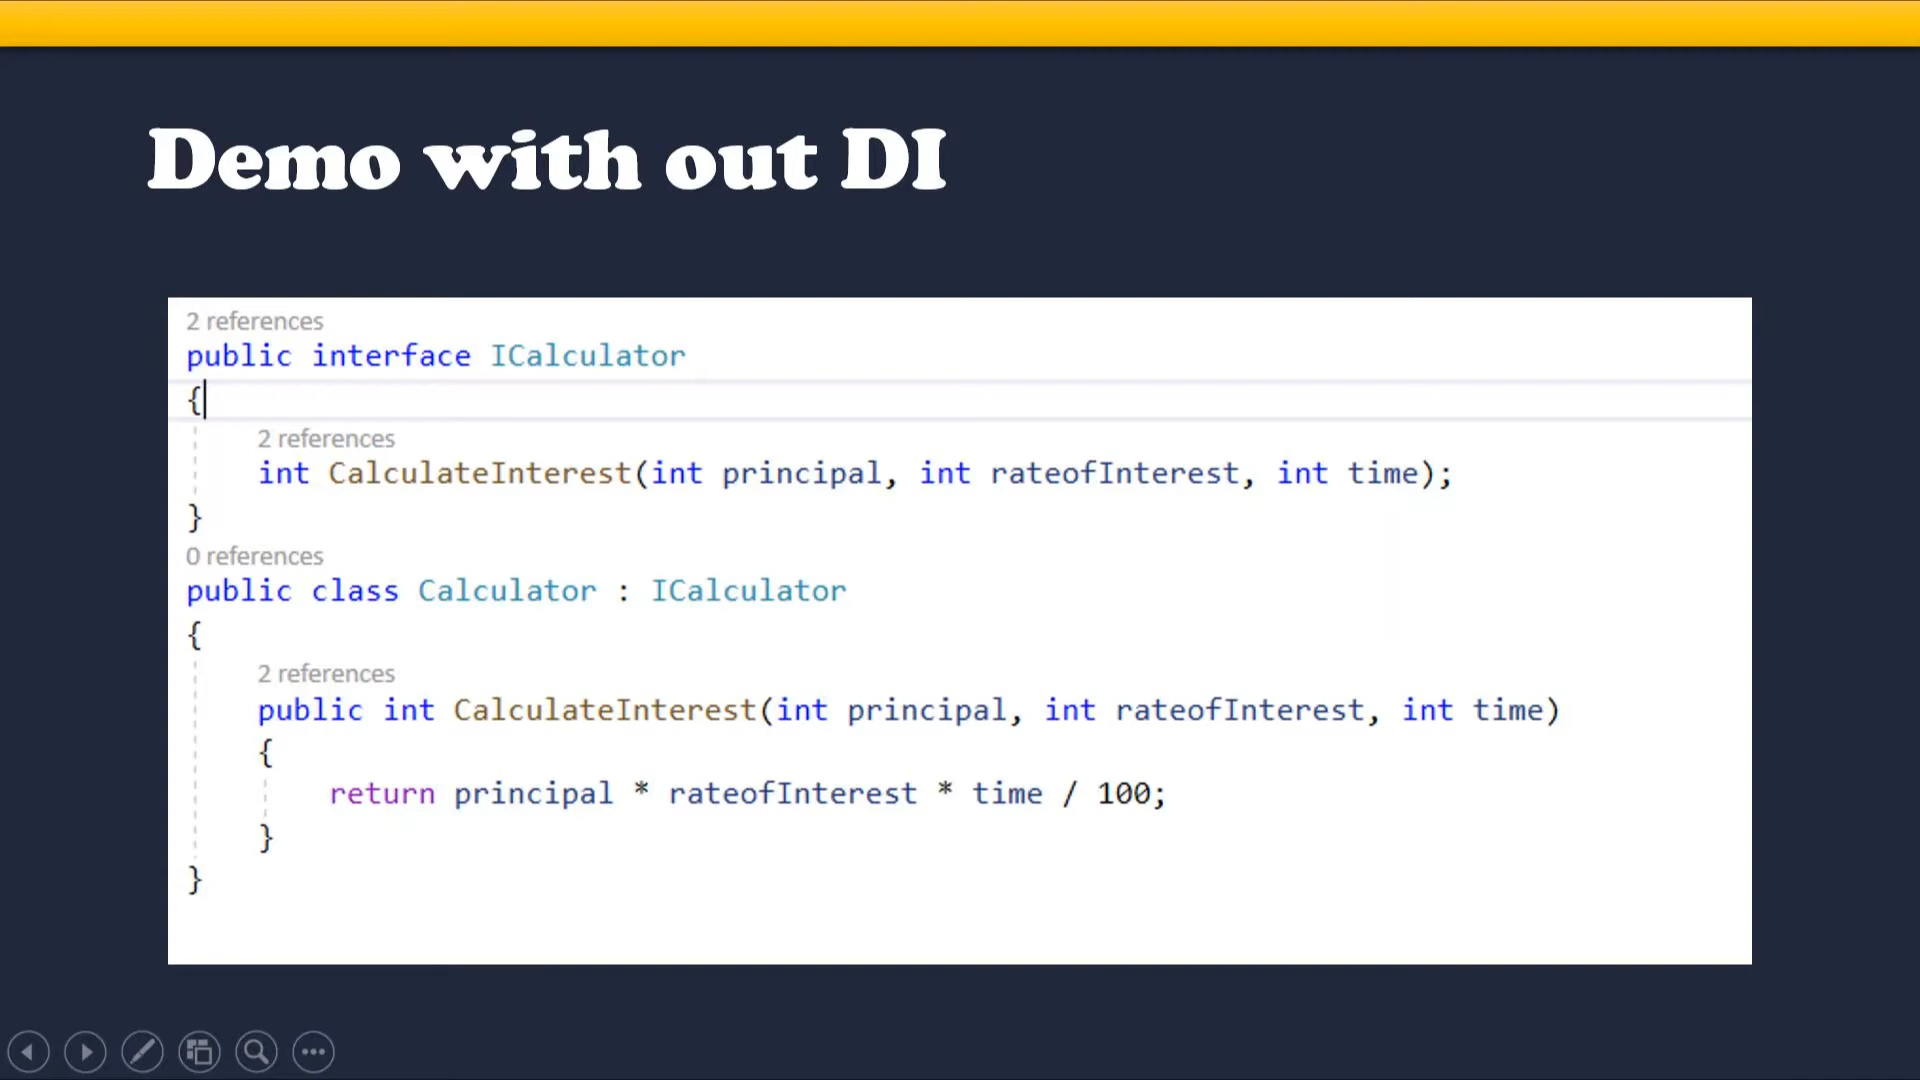 Demo with out DI
2 references
public interface ICalculator
{
2 references
int CalculateInterest(int principal, int rateofInterest, int time);
}
0 references
public class Calculator : ICalculator
{
2 references
public int CalculateInterest(int principal, int rateofInterest, int time)
{
return principal * rateofInterest * time / 100;
}
}